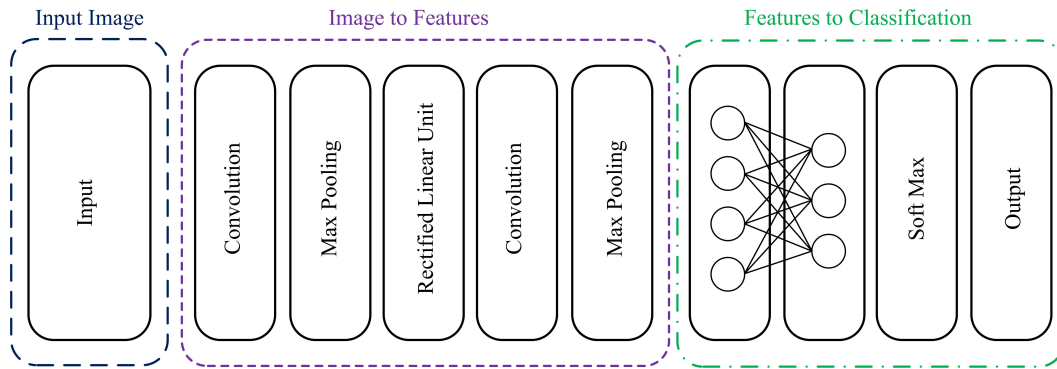 Input Image
Image to Features
Features to Classification
Input
Convolution
Max Pooling
Rectified Linear Unit
Convolution
Max Pooling
Soft Max
Output